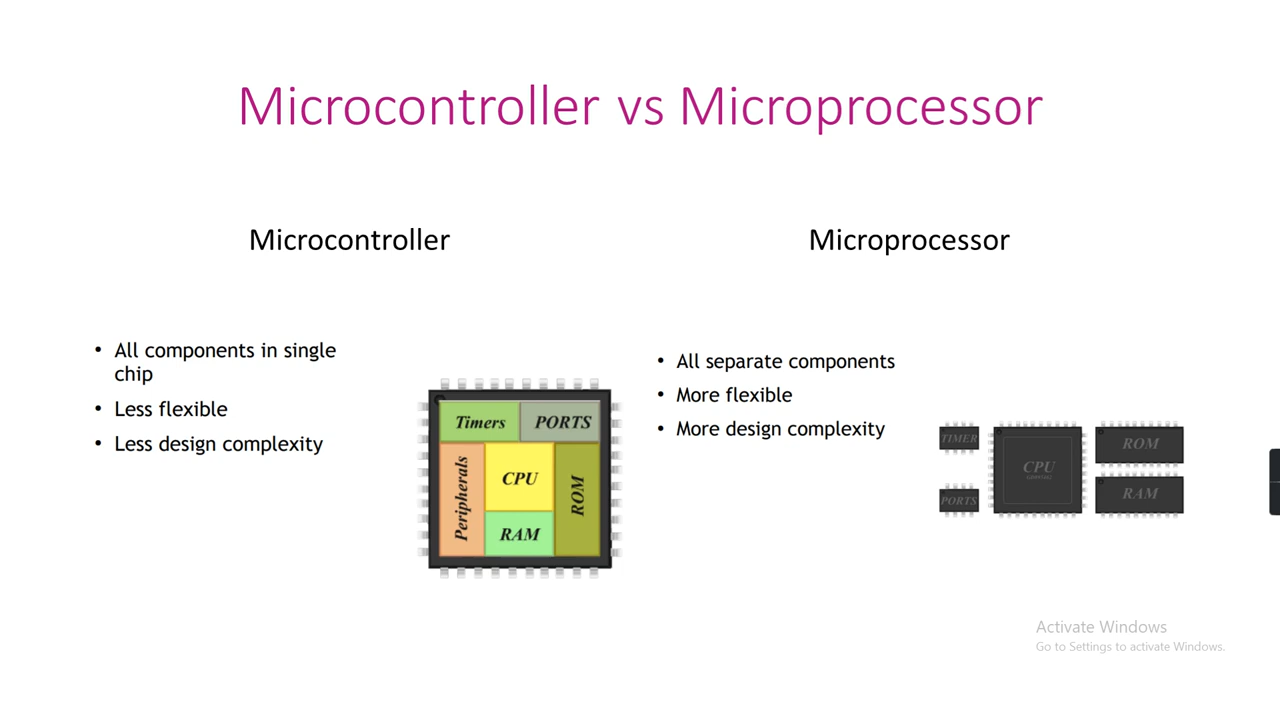 Microcontroller vs Microprocessor
Microcontroller
• All components in single
chip
• Less flexible
• Less design complexity
Timers
PORTS
Peripherals
CPU
ROM
RAM
Microprocessor
• All separate components
• More flexible
• More design complexity
TIMER
PORTS
CPU
ROM
RAM
Activate Windows
Go to Settings to activate Windows.